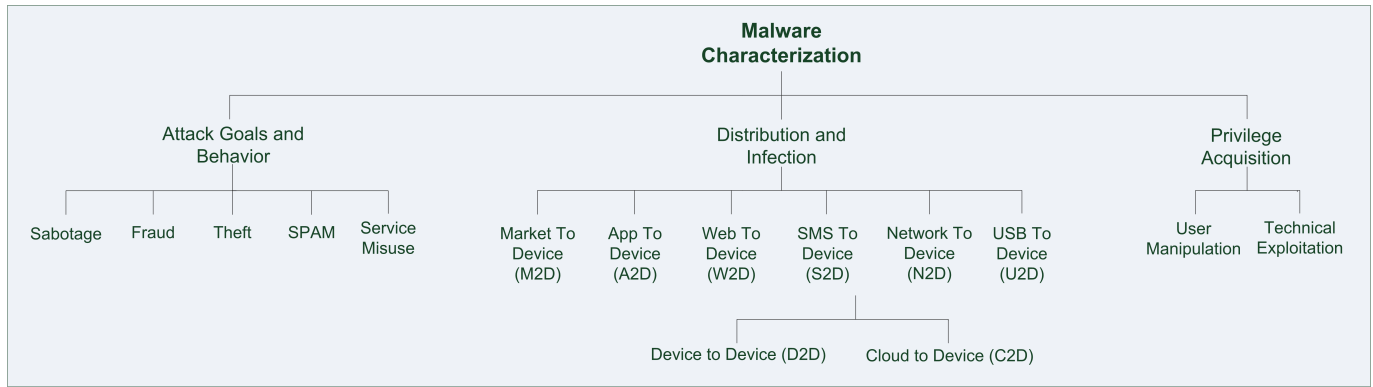 Malware
Characterization
Attack Goals and
Behavior
Distribution and
Infection
Privilege
Acquisition
Sabotage
Fraud
Theft
SPAM
Service
Misuse
Market To
Device
(M2D)
App To
Device
(A2D)
Web To
Device
(W2D)
SMS To
Device
(S2D)
Network To
Device
(N2D)
USB To
Device
(U2D)
User
Manipulation
Technical
Exploitation
Device to Device (D2D)
Cloud to Device (C2D)